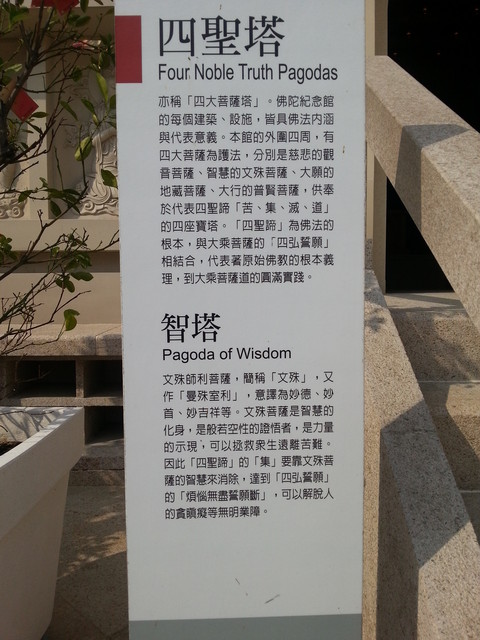 四聖塔
Four Noble Truth Pagodas
亦稱「四大菩薩塔」。佛陀紀念館
的每個建築、設施，皆具佛法內涵
與代表意義。本館的外圍四周，有
四大菩薩為護法，分別是慈悲的觀
音菩薩、智慧的文殊菩薩、大願的
地藏菩薩、大行的普賢菩薩，供奉
於代表四聖諦「苦、集、滅、道」
的四座寶塔。「四聖諦」為佛法的
根本，與大乘菩薩的「四弘誓願」
相結合，代表著原始佛教的根本義
理，到大乘菩薩道的圓滿實踐。
智塔
Pagoda of Wisdom
文殊師利菩薩，簡稱「文殊」，又
作「曼殊室利」，意譯為妙德、妙
首、妙吉祥等。文殊菩薩是智慧的
化身，是般若空性的證悟者，是力量
的示現，可以拯救衆生遠離苦難。
因此「四聖諦」的「集」要靠文殊菩
薩的智慧來消除，達到「四弘誓願」
的「煩惱無盡誓願斷」，可以解脫人
的貪瞋癡等無明業障。